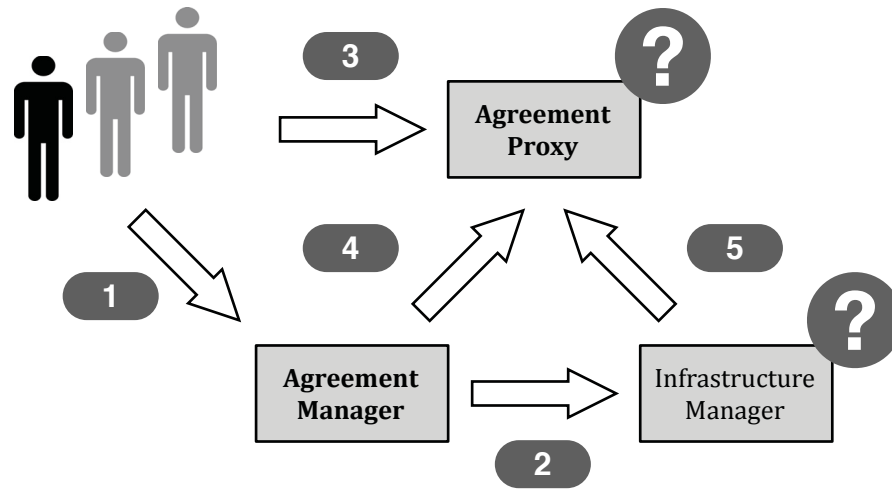 3
?
Agreement
Proxy
4
5
1
?
Agreement
Manager
Infrastructure
Manager
2